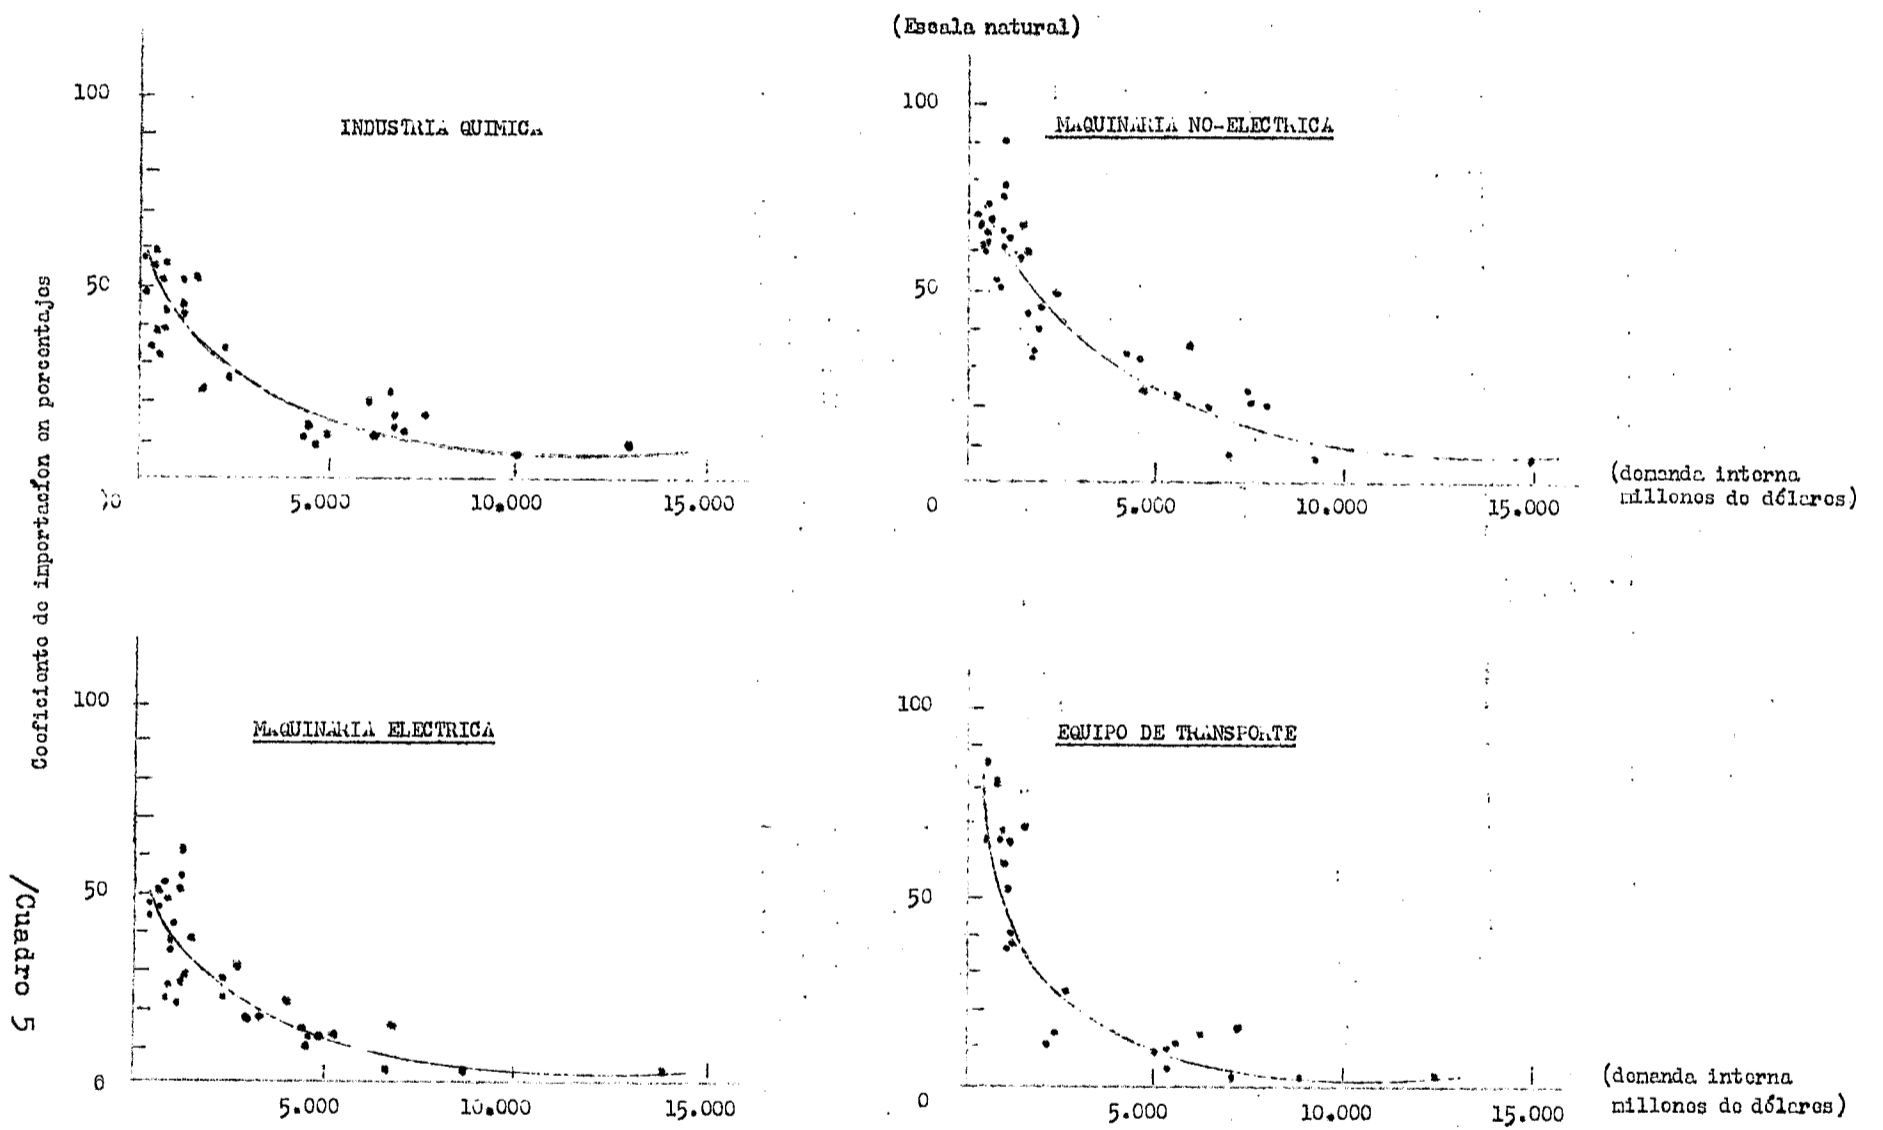 (Escala natural)
INDUSTRIA QUIMICA
100
50
5.000
10.000
15.000
MAQUINARIA NO-ELECTRICA
100
50
0
5.000
10.000
15.000
(domanda interna
millones de dólares)
Coeficiente de importación en porcentajes
MAQUINARIA ELECTRICA
100
50
0
5.000
10.000
15.000
EQUIPO DE TRANSPORTE
100
50
0
5.000
10.000
15.000
(demanda interna
millones de dólares)
/Cuadro 5